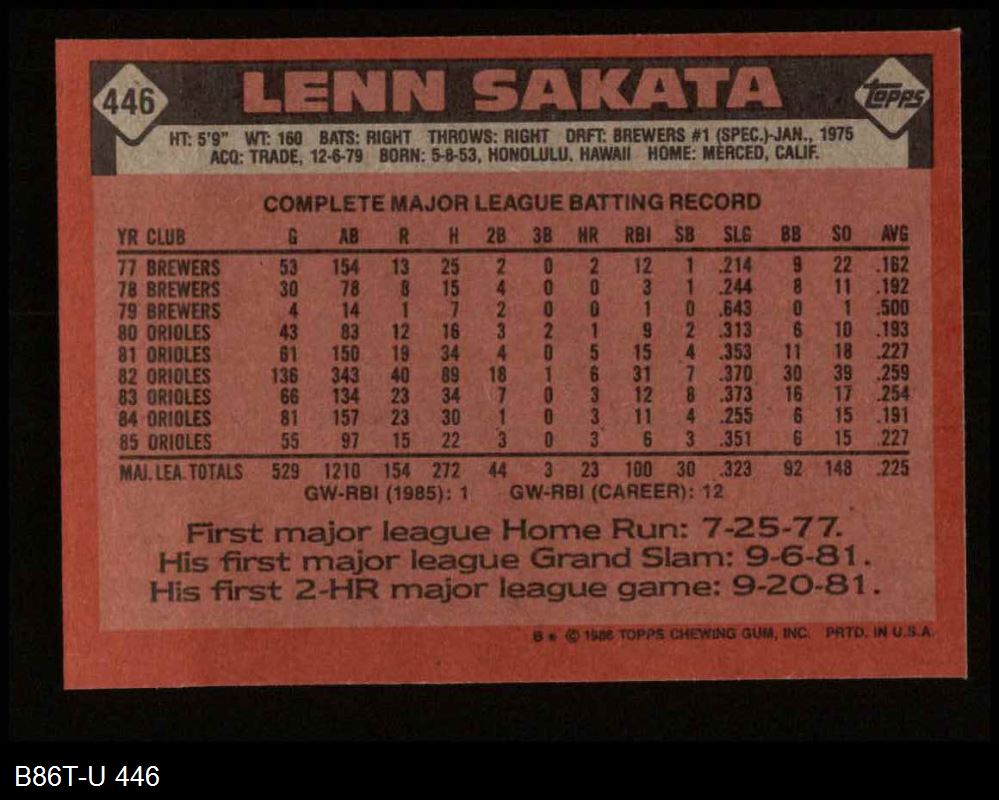 446
LENN SAKATA
Topps
HT: 5'9" WT: 160 BATS: RIGHT THROWS: RIGHT DRFT: BREWERS #1 (SPEC.)-JAN., 1975
ACQ: TRADE, 12-6-79 BORN: 5-8-53, HONOLULU, HAWAII HOME: MERCED, CALIF.
COMPLETE MAJOR LEAGUE BATTING RECORD
YR CLUB G AB R H 2B 3B HR RBI SB SLG BB SO AVG
77 BREWERS 53 154 13 25 2 0 2 12 1 .214 9 22 .162
78 BREWERS 30 78 8 15 4 0 0 3 1 .244 8 11 .192
79 BREWERS 4 14 1 7 2 0 0 1 0 .643 0 1 .500
80 ORIOLES 43 83 12 16 3 2 1 9 2 .313 6 10 .193
81 ORIOLES 61 150 19 34 4 0 5 15 4 .353 11 18 .227
82 ORIOLES 136 343 40 89 18 1 6 31 7 .370 30 39 .259
83 ORIOLES 66 134 23 34 7 0 3 12 8 .373 16 17 .254
84 ORIOLES 81 157 23 30 1 0 3 11 4 .255 6 15 .191
85 ORIOLES 55 97 15 22 3 0 3 6 3 .351 6 15 .227
MAJ. LEA. TOTALS 529 1210 154 272 44 3 23 100 30 .323 92 148 .225
GW-RBI (1985): 1 GW-RBI (CAREER): 12
First major league Home Run: 7-25-77.
His first major league Grand Slam: 9-6-81.
His first 2-HR major league game: 9-20-81.
B * © 1986 TOPPS CHEWING GUM, INC. PRTD. IN U.S.A.
B86T-U 446